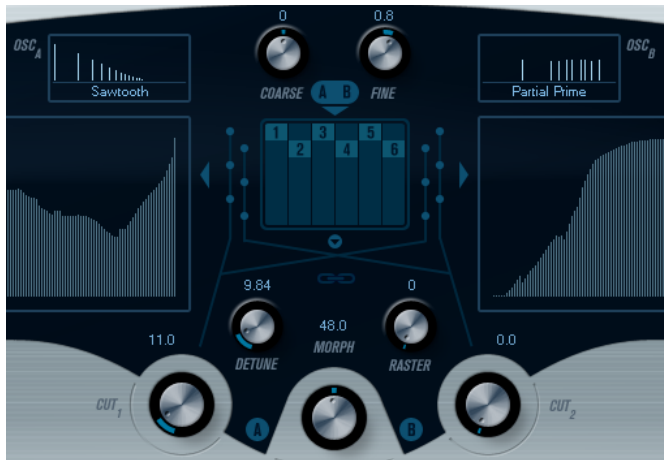 0 0.8
OSC A
OSC B
Sawtooth
Partial Prime
COARSE A B FINE
1 3 5
2 4 6
9.84 0
48.0
11.0 0.0
MORPH
DETUNE RASTER
CUT 1
CUT 2
A B